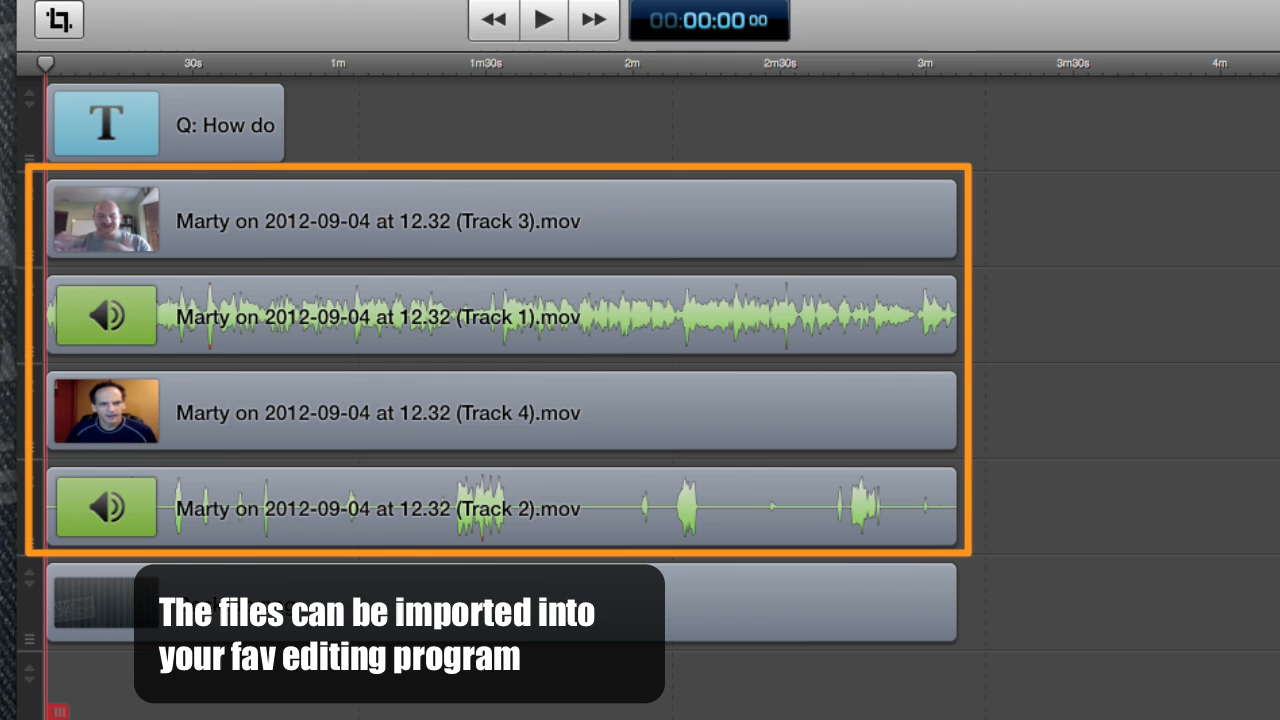 00:00:00 00
30s 1m 1m30s 2m 2m30s 3m 3m30s 4m
T Q: How do
Marty on 2012-09-04 at 12.32 (Track 3).mov
Marty on 2012-09-04 at 12.32 (Track 1).mov
Marty on 2012-09-04 at 12.32 (Track 4).mov
Marty on 2012-09-04 at 12.32 (Track 2).mov
The files can be imported into
your fav editing program